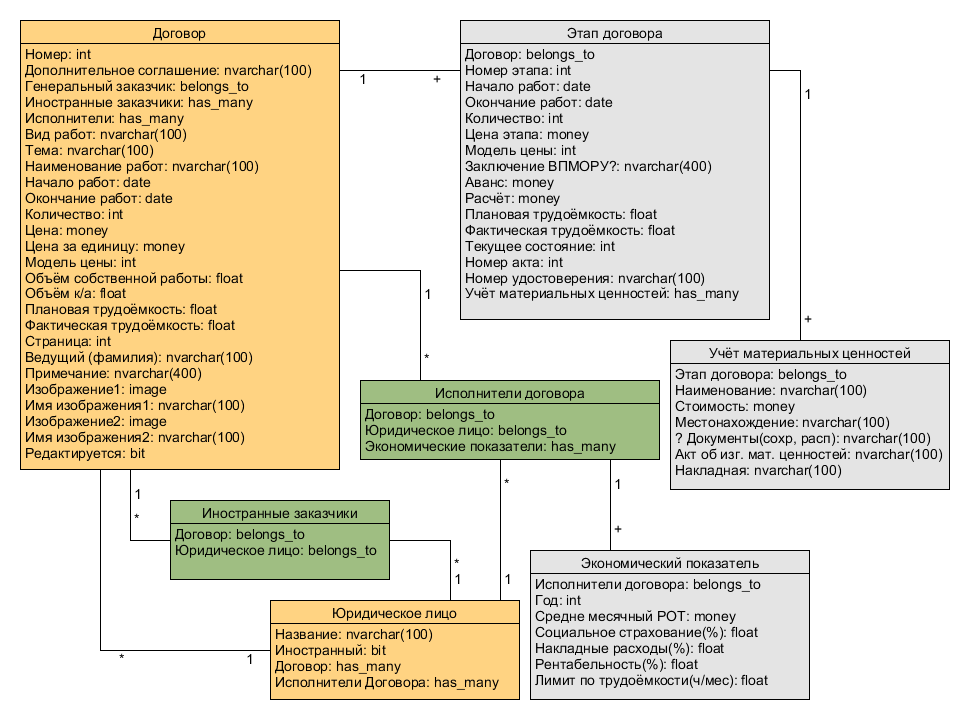 Договор
Номер: int
Дополнительное соглашение: nvarchar(100)
Генеральный заказчик: belongs_to
Иностранные заказчики: has_many
Исполнители: has_many
Вид работ: nvarchar(100)
Тема: nvarchar(100)
Наименование работ: nvarchar(100)
Начало работ: date
Окончание работ: date
Количество: int
Цена: money
Цена за единицу: money
Модель цены: int
Объём собственной работы: float
Объём к/а: float
Плановая трудоёмкость: float
Фактическая трудоёмкость: float
Страница: int
Ведущий (фамилия): nvarchar(100)
Примечание: nvarchar(400)
Изображение1: image
Имя изображения1: nvarchar(100)
Изображение2: image
Имя изображения2: nvarchar(100)
Редактируется: bit
1
+
Этап договора
Договор: belongs_to
Номер этапа: int
Начало работ: date
Окончание работ: date
Количество: int
Цена этапа: money
Модель цены: int
Заключение ВПМОРУ?: nvarchar(400)
Аванс: money
Расчёт: money
Плановая трудоёмкость: float
Фактическая трудоёмкость: float
Текущее состояние: int
Номер акта: int
Номер удостоверения: nvarchar(100)
Учёт материальных ценностей: has_many
1
+
1
*
Учёт материальных ценностей
Этап договора: belongs_to
Наименование: nvarchar(100)
Стоимость: money
Местонахождение: nvarchar(100)
? Документы(сохр, расп): nvarchar(100)
Акт об изг. мат. ценностей: nvarchar(100)
Накладная: nvarchar(100)
Исполнители договора
Договор: belongs_to
Юридическое лицо: belongs_to
Экономические показатели: has_many
1
*
*
1
1
+
Иностранные заказчики
Договор: belongs_to
Юридическое лицо: belongs_to
*
1
Экономический показатель
Исполнители договора: belongs_to
Год: int
Средне месячный РОТ: money
Социальное страхование(%): float
Накладные расходы(%): float
Рентабельность(%): float
Лимит по трудоёмкости(ч/мес): float
Юридическое лицо
Название: nvarchar(100)
Иностранный: bit
Договор: has_many
Исполнители Договора: has_many
*
1